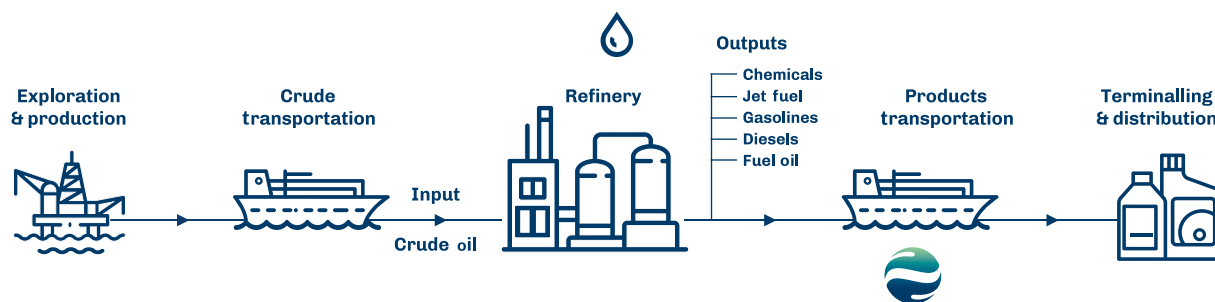 Exploration
& production
Crude
transportation
Input
Crude oil
Refinery
Outputs
Chemicals
Jet fuel
Gasolines
Diesels
Fuel oil
Products
transportation
Terminalling
& distribution